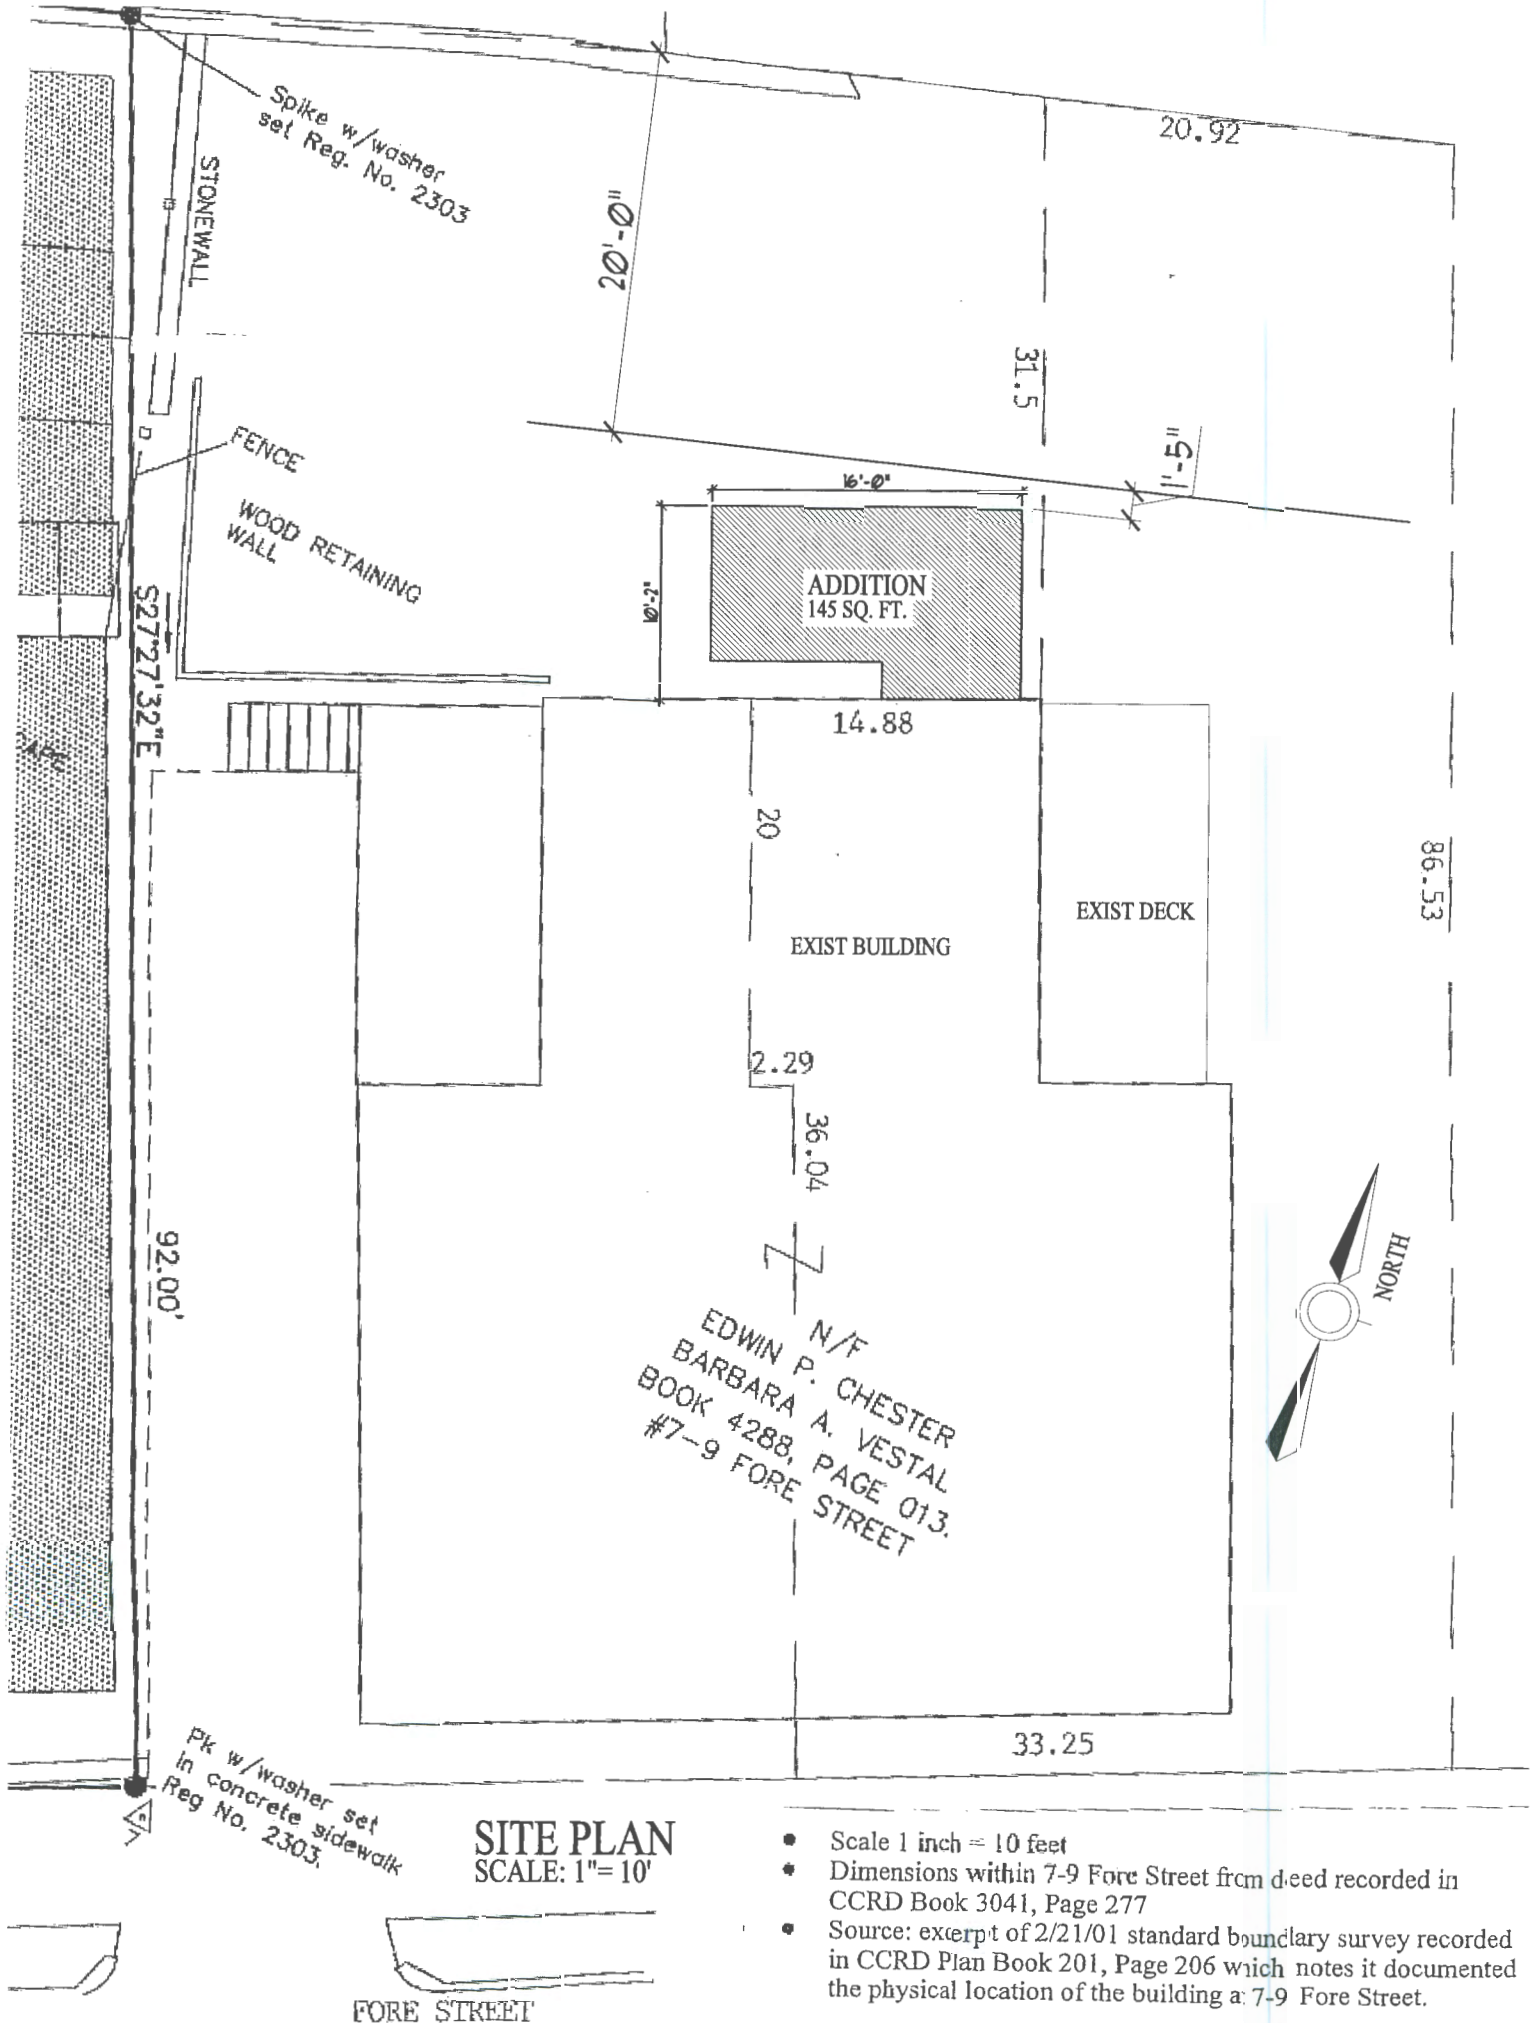 Spike w/washer
set Reg. No. 2303
STONEWALL
20.92
20'-0"
31.5
1'-5"
FENCE
WOOD RETAINING
WALL
16'-0"
10'-2"
ADDITION
145 SQ. FT.
S27°27'32"E
14.88
20
86.53
EXIST DECK
EXIST BUILDING
2.29
36.04
92.00'
NORTH
N/F
EDWIN P. CHESTER
BARBARA A. VESTAL
BOOK 4288, PAGE 013.
#7-9 FORE STREET
33.25
PK w/washer set
in concrete sidewalk
Reg No. 2303.
SITE PLAN
SCALE: 1"= 10'
• Scale 1 inch = 10 feet
• Dimensions within 7-9 Fore Street from deed recorded in
CCRD Book 3041, Page 277
• Source: excerpt of 2/21/01 standard boundary survey recorded
in CCRD Plan Book 201, Page 206 which notes it documented
the physical location of the building at 7-9 Fore Street.
FORE STREET